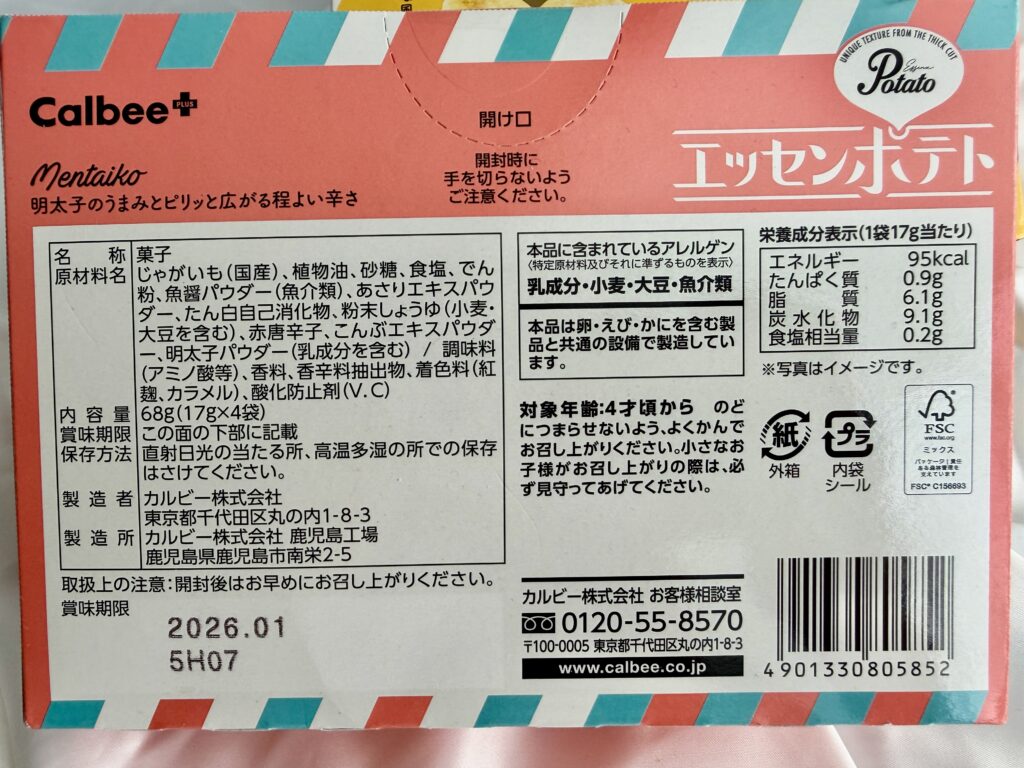 Calbee+
PLUS
Mentaiko
明太子のうまみとピリッと広がる程よい辛さ
開け口
開封時に
手を切らないよう
ご注意ください。
UNIQUE TEXTURE FROM THE THICK CUT
Essence
Potato
エッセンポテト
名称 菓子
原材料名 じゃがいも(国産)、植物油、砂糖、食塩、でん
粉、魚醤パウダー(魚介類)、あさりエキスパウ
ダー、たん白自己消化物、粉末しょうゆ(小麦・
大豆を含む)、赤唐辛子、こんぶエキスパウダ
ー、明太子パウダー(乳成分を含む) / 調味料
(アミノ酸等)、香料、香辛料抽出物、着色料(紅
麹、カラメル)、酸化防止剤(V.C)
内容量 68g(17g×4袋)
賞味期限 この面の下部に記載
保存方法 直射日光の当たる所、高温多湿の所での保存
はさけてください。
製造者 カルビー株式会社
東京都千代田区丸の内1-8-3
製造所 カルビー株式会社 鹿児島工場
鹿児島県鹿児島市南栄2-5
取扱上の注意:開封後はお早めにお召し上がりください。
賞味期限
2026.01
5H07
本品に含まれているアレルゲン
〈特定原材料及びそれに準ずるものを表示〉
乳成分・小麦・大豆・魚介類
本品は卵・えび・かにを含む製
品と共通の設備で製造してい
ます。
対象年齢:4才頃から のど
につまらせないよう、よくかんで
お召し上がりください。小さなお
子様がお召し上がりの際は、必
ず見守ってあげてください。
栄養成分表示(1袋17g当たり)
エネルギー 95kcal
たんぱく質 0.9g
脂質 6.1g
炭水化物 9.1g
食塩相当量 0.2g
※写真はイメージです。
紙
外箱
プラ
内袋
シール
FSC
www.fsc.org
ミックス
パッケージ|責任
ある森林管理を
支えています
FSC® C156693
カルビー株式会社 お客様相談室
0120-55-8570
〒100-0005 東京都千代田区丸の内1-8-3
www.calbee.co.jp
4901330805852